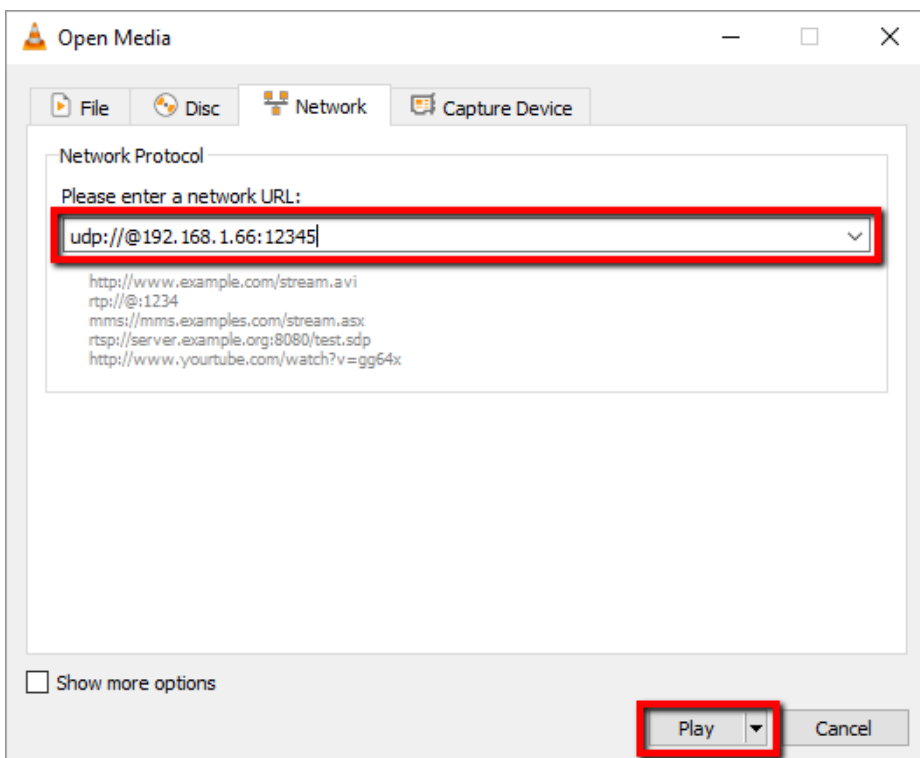 Open Media
File Disc Network Capture Device
Network Protocol
Please enter a network URL:
udp://@192.168.1.66:12345
http://www.example.com/stream.avi
rtp://@:1234
mms://mms.examples.com/stream.asx
rtsp://server.example.org:8080/test.sdp
http://www.yourtube.com/watch?v=gg64x
Show more options
Play Cancel